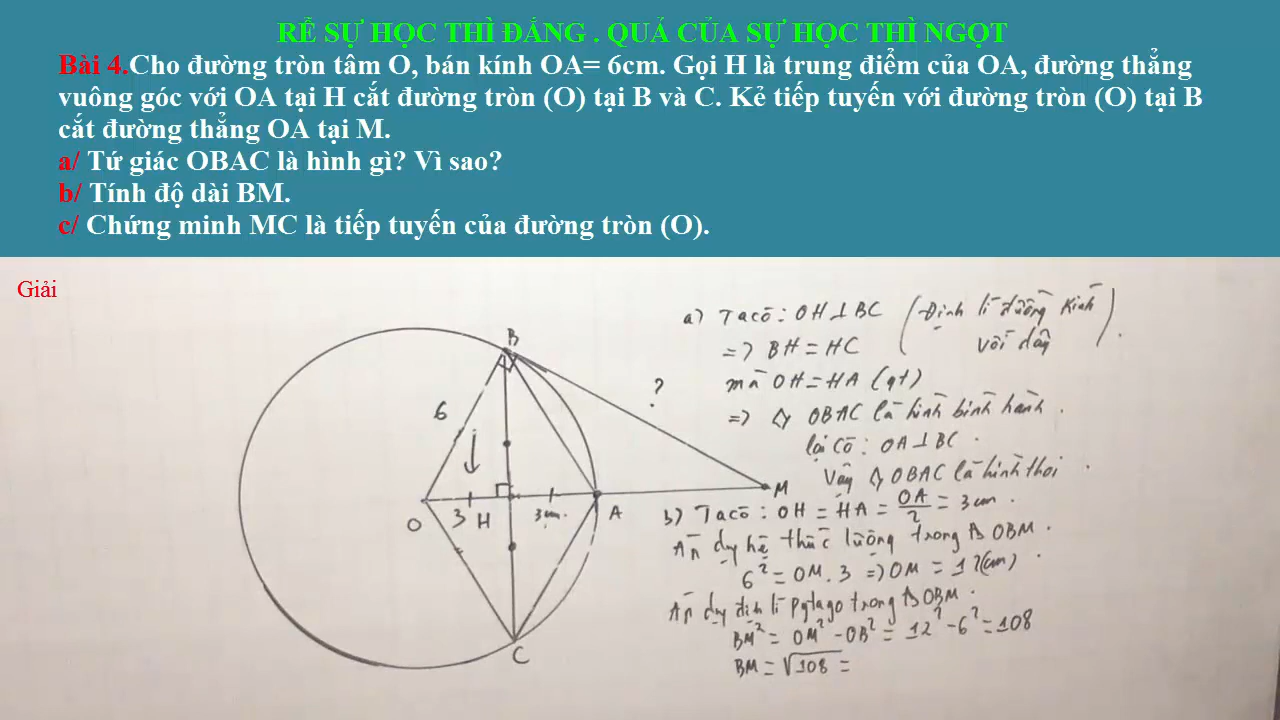 RỄ SỰ HỌC THÌ ĐẮNG . QUÁ CỦA SỰ HỌC THÌ NGỌT
Bài 4.Cho đường tròn tâm O, bán kính OA= 6cm. Gọi H là trung điểm của OA, đường thẳng
vuông góc với OA tại H cắt đường tròn (O) tại B và C. Kẻ tiếp tuyến với đường tròn (O) tại B
cắt đường thẳng OA tại M.
a/ Tứ giác OBAC là hình gì? Vì sao?
b/ Tính độ dài BM.
c/ Chứng minh MC là tiếp tuyến của đường tròn (O).
Giải
a) Ta có: OH⊥BC (Định lí đường kính
với dây)
=> BH = HC
mà OH = HA (gt)
=> OBAC là hình bình hành.
lại có: OA⊥BC.
Vậy OBAC là hình thoi.
b) Ta có: OH = HA = OA/2 = 3cm.
Áp dụng hệ thức lượng trong OBM.
6² = OM.3 => OM = 12(cm).
Áp dụng định lí Pytago trong OBM.
BM² = OM² - OB² = 12² - 6² = 108
BM = √108 =
B
?
6
M
O
3
H
3cm.
A
C